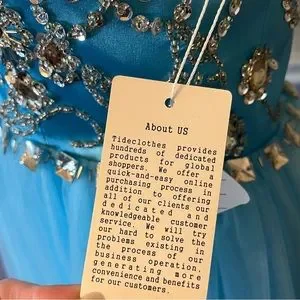 About US
Tideclothes provides
hundreds of dedicated
products for global
shoppers. We offer a
quick-and-easy online
purchasing process in
addition to offering
all of our clients our
dedicated and
knowledgeable customer
service. We will try
our hard to solve the
problems existing in
the process of our
business operation,
generating more
convenience and benefits
for our customers.